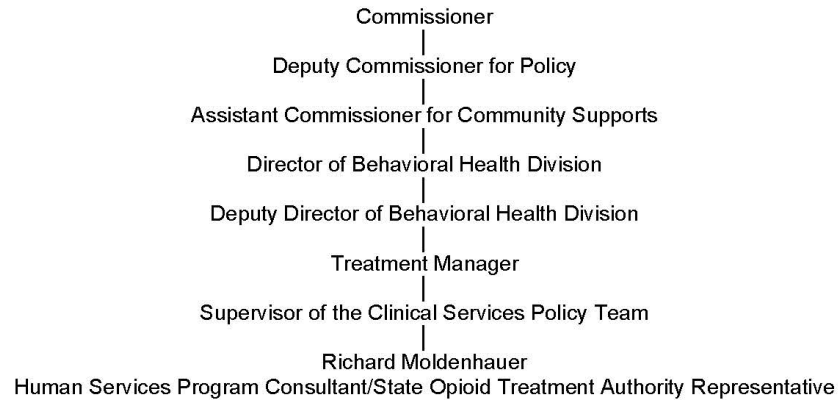 Commissioner
Deputy Commissioner for Policy
Assistant Commissioner for Community Supports
Director of Behavioral Health Division
Deputy Director of Behavioral Health Division
Treatment Manager
Supervisor of the Clinical Services Policy Team
Richard Moldenhauer
Human Services Program Consultant/State Opioid Treatment Authority Representative